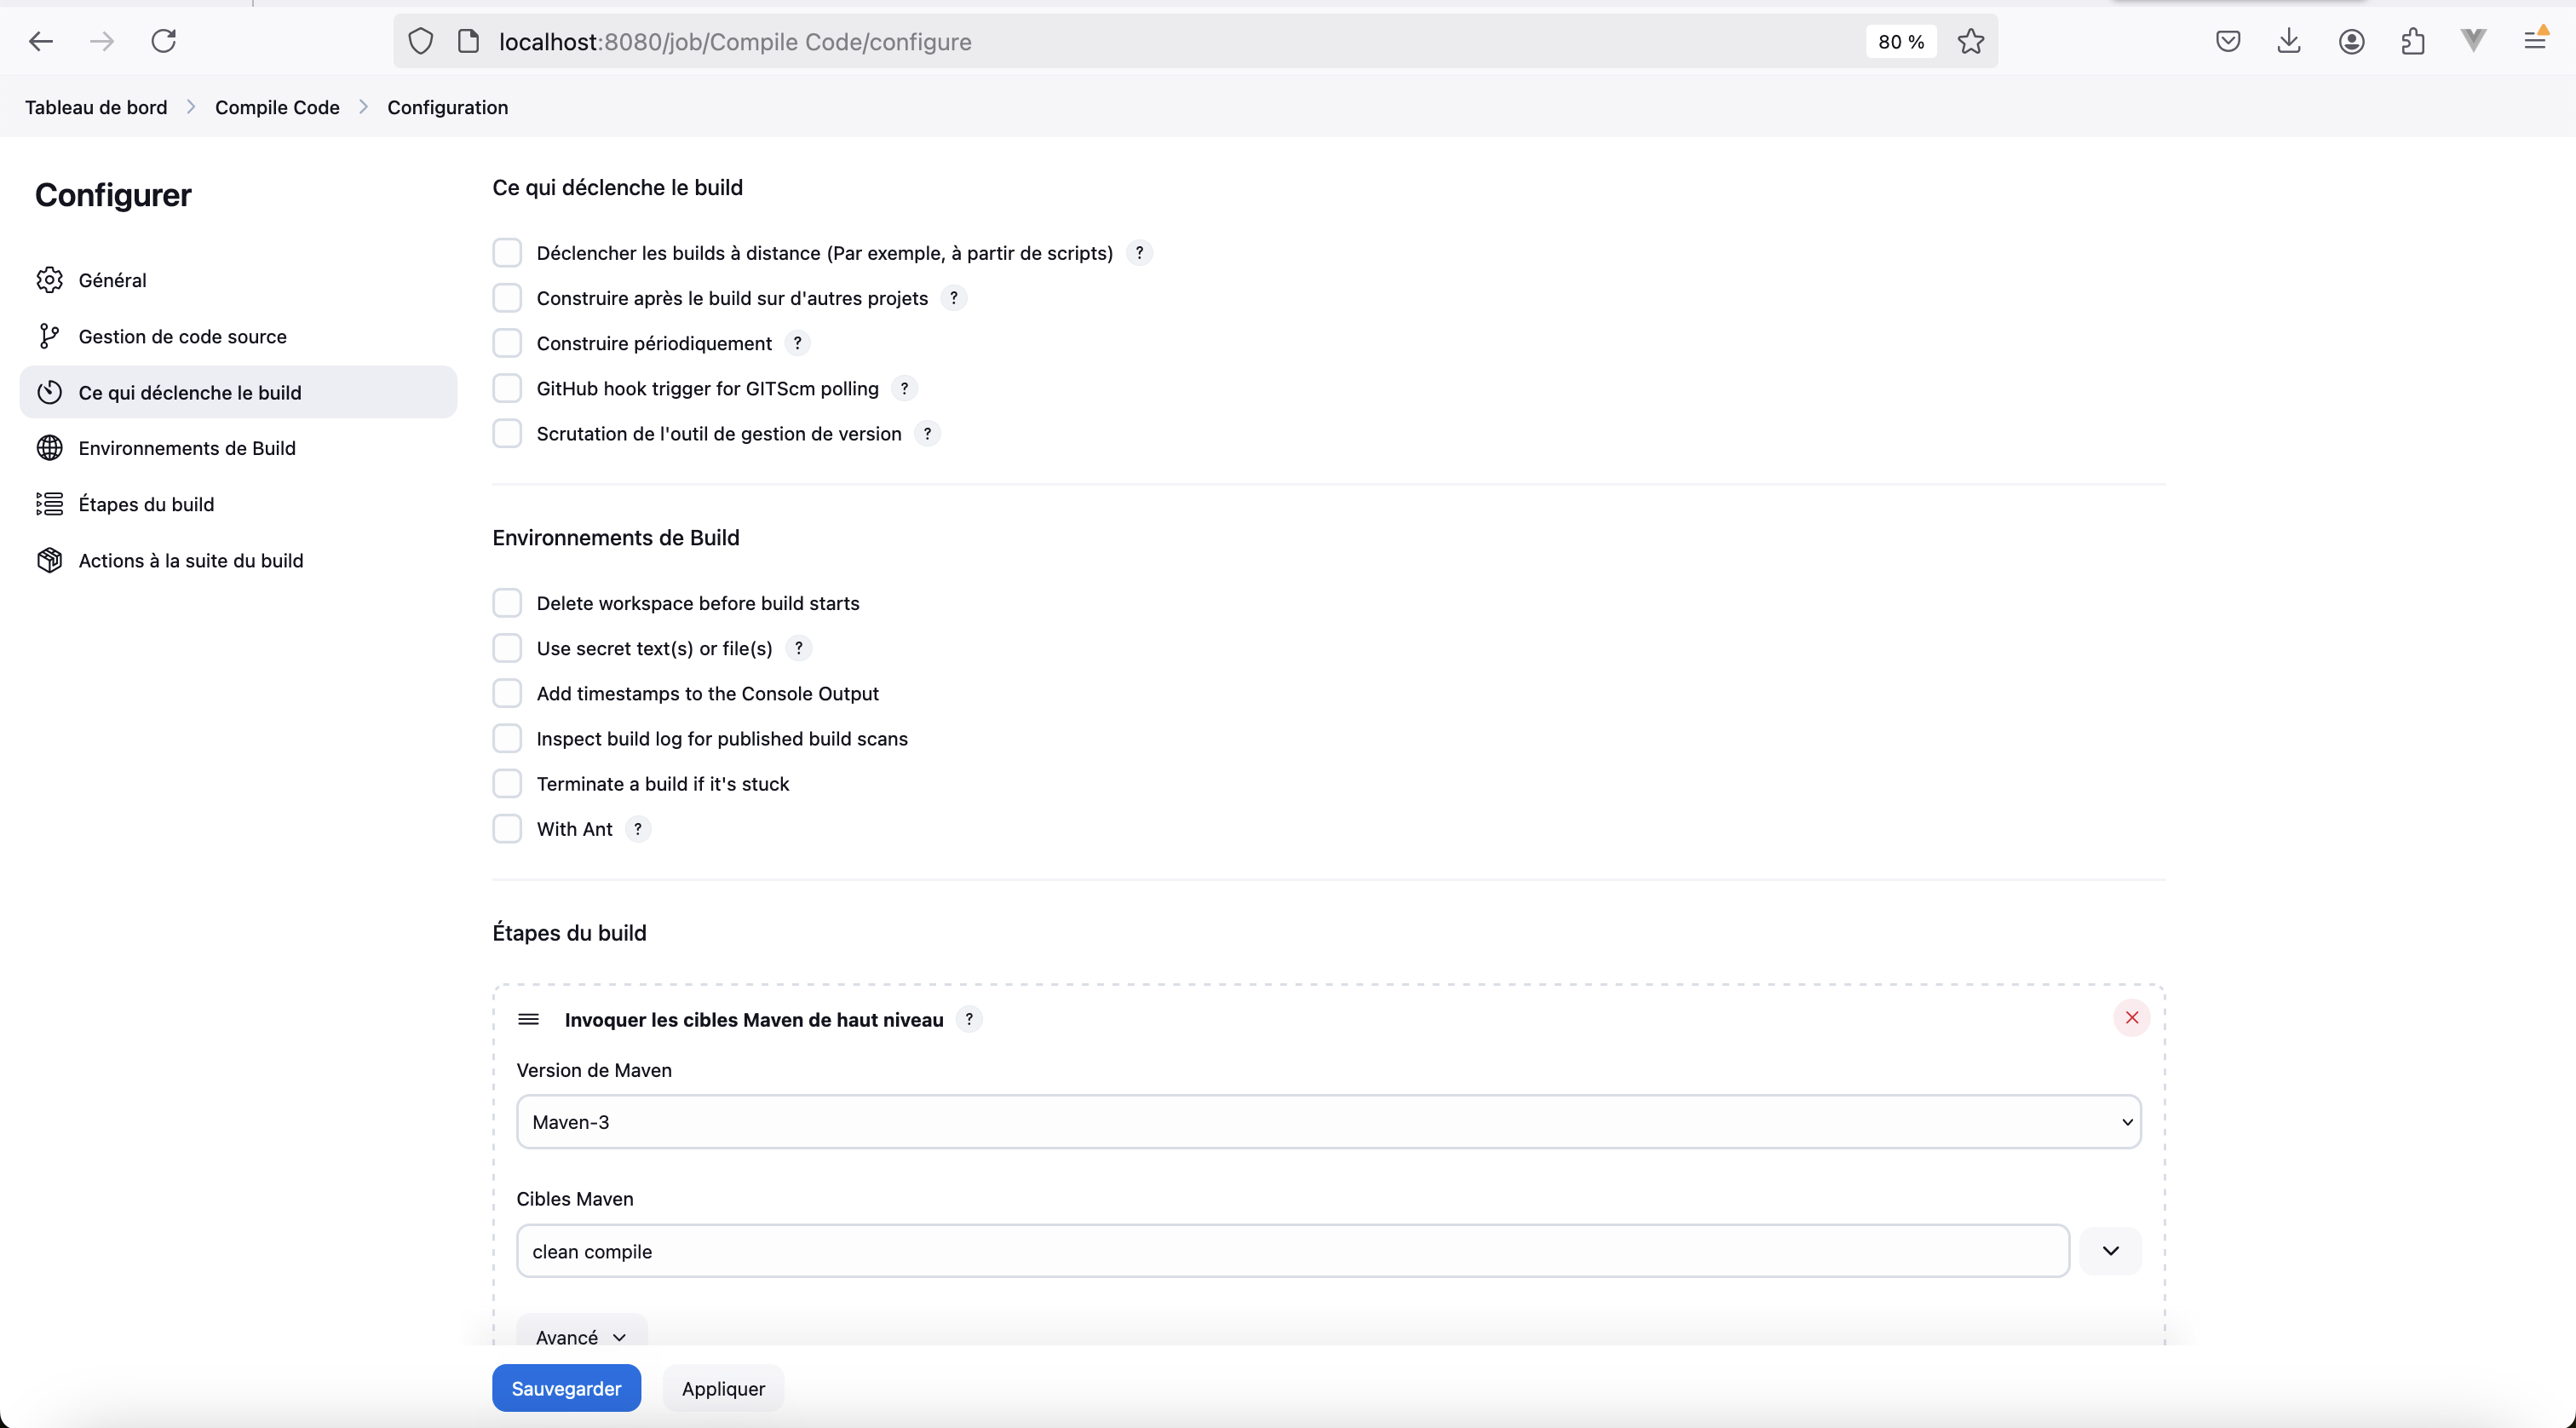 localhost:8080/job/Compile Code/configure
80 %
Tableau de bord > Compile Code > Configuration
Configurer
Général
Gestion de code source
Ce qui déclenche le build
Environnements de Build
Étapes du build
Actions à la suite du build
Ce qui déclenche le build
Déclencher les builds à distance (Par exemple, à partir de scripts) ?
Construire après le build sur d'autres projets ?
Construire périodiquement ?
GitHub hook trigger for GITScm polling ?
Scrutation de l'outil de gestion de version ?
Environnements de Build
Delete workspace before build starts
Use secret text(s) or file(s) ?
Add timestamps to the Console Output
Inspect build log for published build scans
Terminate a build if it's stuck
With Ant ?
Étapes du build
Invoquer les cibles Maven de haut niveau ?
Version de Maven
Maven-3
Cibles Maven
clean compile
Avancé
Sauvegarder
Appliquer